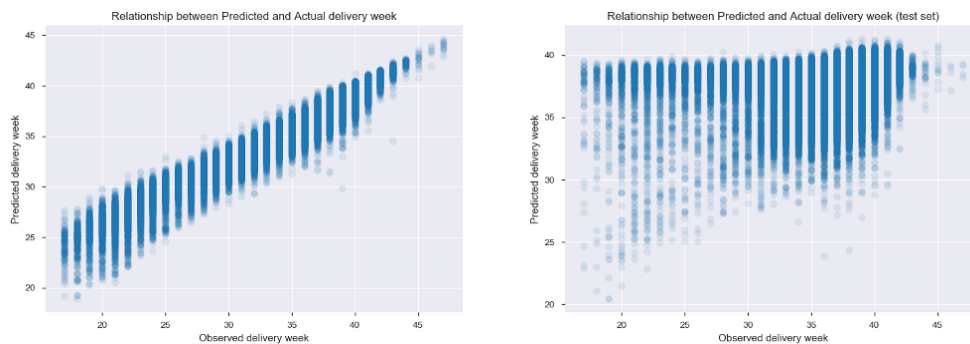 Relationship between Predicted and Actual delivery week
45
40
35
30
25
20
Predicted delivery week
20 25 30 35 40 45
Observed delivery week
Relationship between Predicted and Actual delivery week (test set)
40
35
30
25
20
Predicted delivery week
20 25 30 35 40 45
Observed delivery week